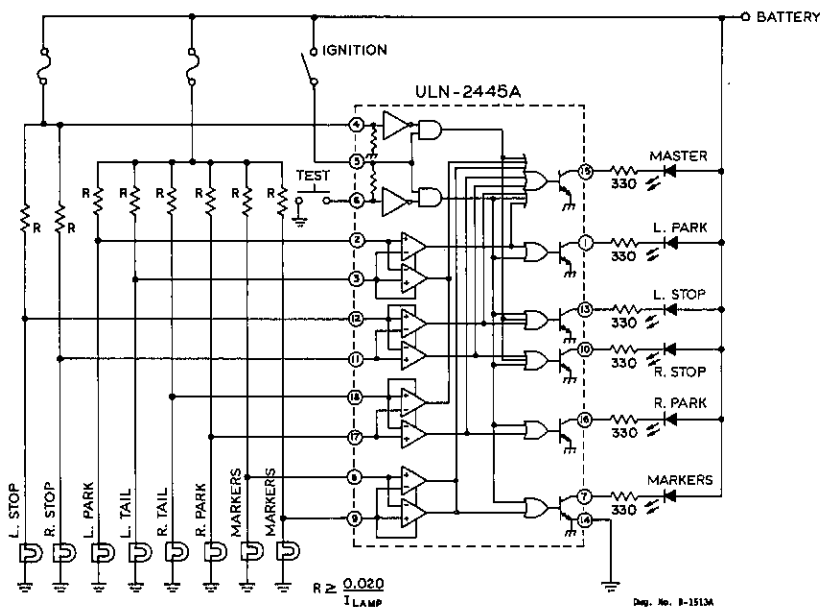 BATTERY
IGNITION
ULN-2445A
TEST
4
5
6
2
3
12
11
18
17
8
9
15
1
13
10
16
7
14
R
R
R
R
R
R
R
R
330
MASTER
330
L. PARK
330
L. STOP
330
R. STOP
330
R. PARK
330
MARKERS
L. STOP
R. STOP
L. PARK
L. TAIL
R. TAIL
R. PARK
MARKERS
MARKERS
R ≥ 0.020
I LAMP
Dwg. No. B-1513A